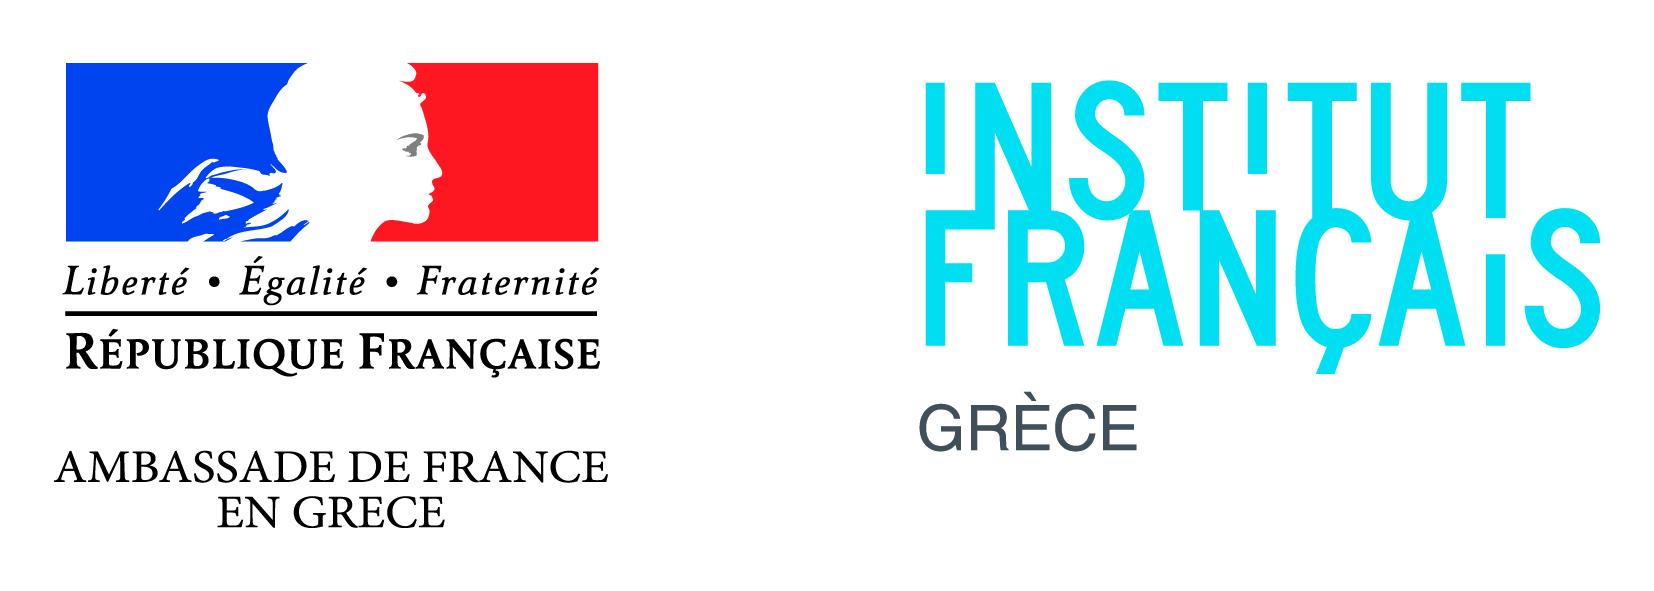 Liberté • Égalité • Fraternité
RÉPUBLIQUE FRANÇAISE
AMBASSADE DE FRANCE
EN GRECE
INSTITUT
FRANÇAiS
GRÈCE